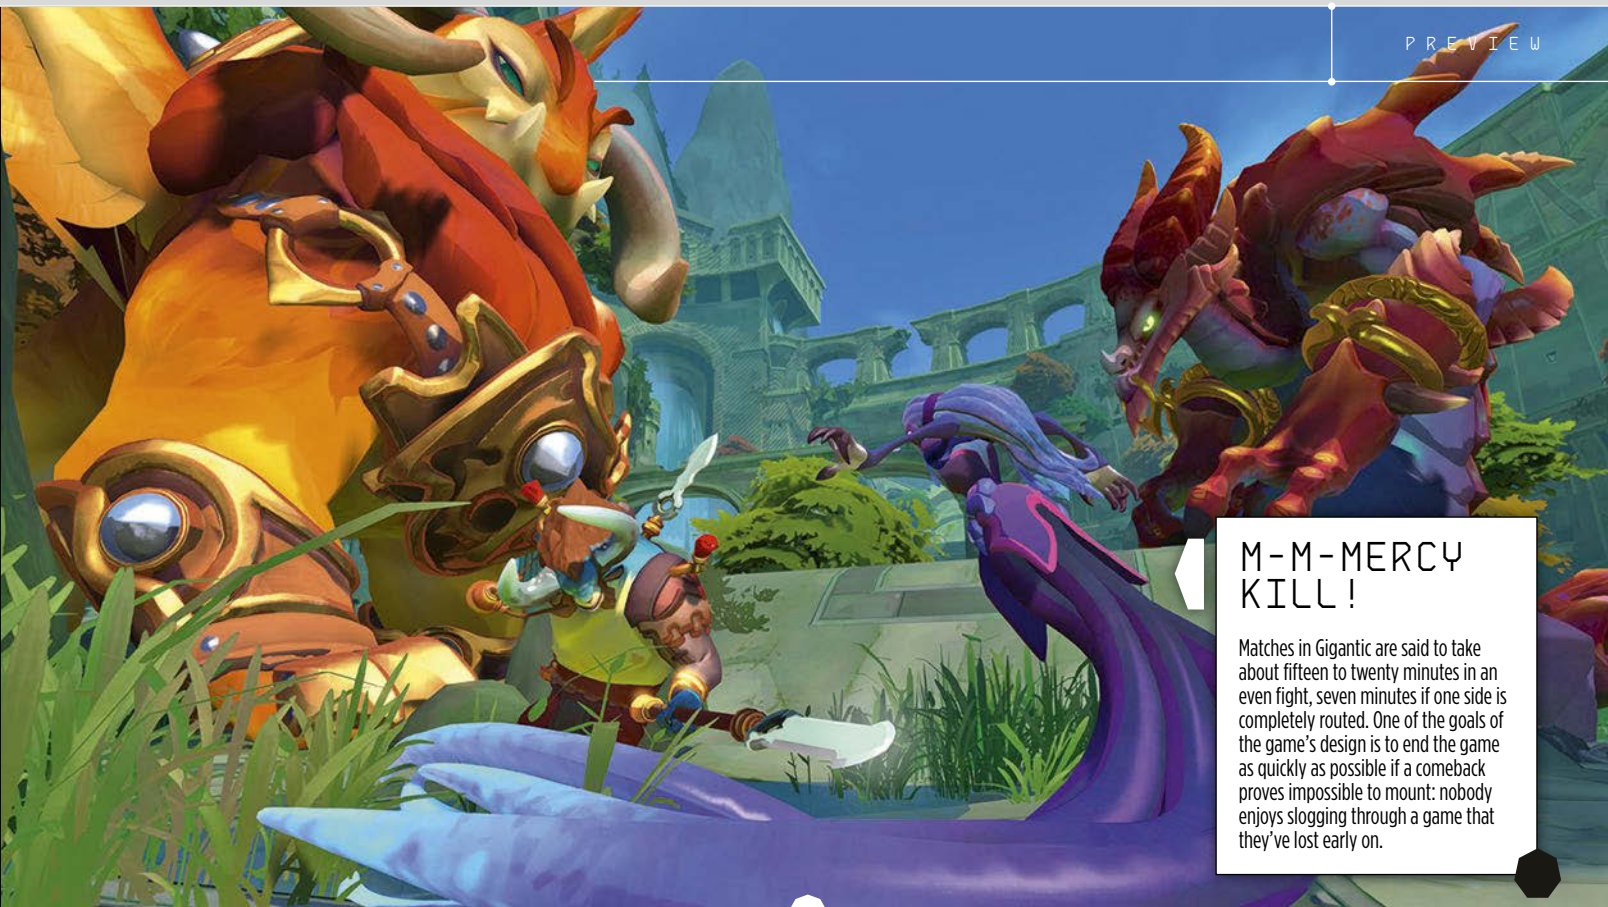 PREVIEW
M-M-MERCY
KILL!
Matches in Gigantic are said to take
about fifteen to twenty minutes in an
even fight, seven minutes if one side is
completely routed. One of the goals of
the game’s design is to end the game
as quickly as possible if a comeback
proves impossible to mount: nobody
enjoys slogging through a game that
they’ve lost early on.